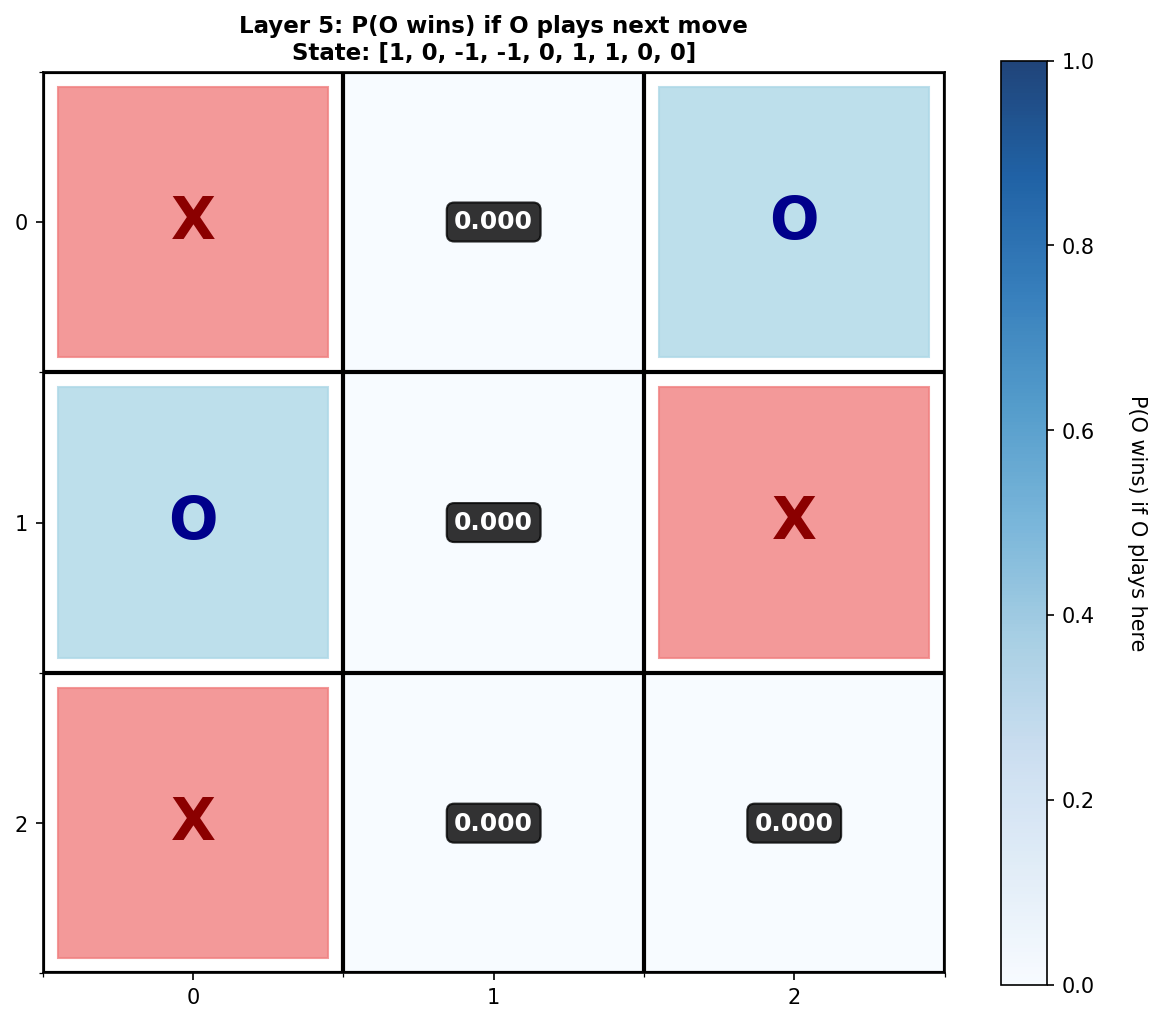 Layer 5: P(O wins) if O plays next move
State: [1, 0, -1, -1, 0, 1, 1, 0, 0]
0
X
0.000
O
1
O
0.000
X
2
X
0.000
0.000
0
1
2
1.0
0.8
0.6
0.4
0.2
0.0
P(O wins) if O plays here